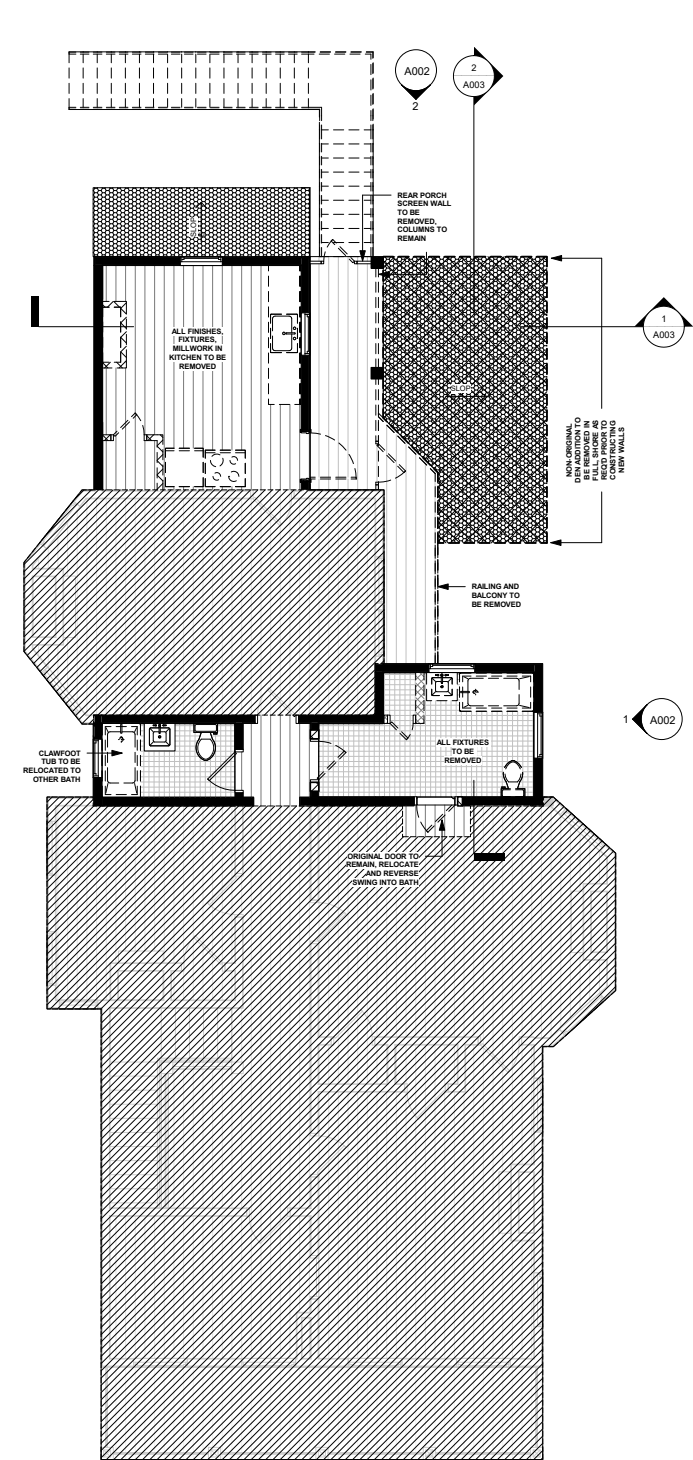 A002
2
2
A003
REAR PORCH
SCREEN WALL
TO BE
REMOVED,
COLUMNS TO
REMAIN
1
A003
ALL FINISHES,
FIXTURES,
MILLWORK IN
KITCHEN TO BE
REMOVED
SLOP
NON-ORIGINAL
DEN ADDITION TO
BE REMOVED IN
FULL, SHORE AS
REQ'D PRIOR TO
CONSTRUCTING
NEW WALLS
RAILING AND
BALCONY TO
BE REMOVED
1
A002
CLAWFOOT
TUB TO BE
RELOCATED TO
OTHER BATH
ALL FIXTURES
TO BE
REMOVED
ORIGINAL DOOR TO
REMAIN, RELOCATE
AND REVERSE
SWING INTO BATH